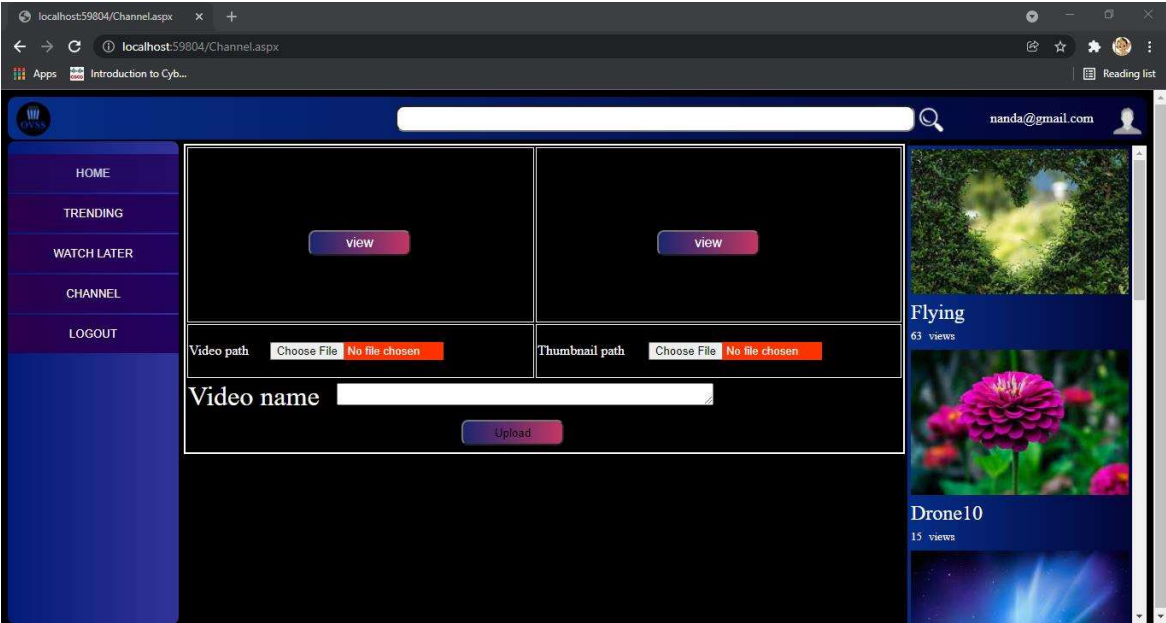 localhost:59804/Channel.aspx
localhost:59804/Channel.aspx
Apps Introduction to Cyb... Reading list
OVSS nanda@gmail.com
HOME
TRENDING
WATCH LATER
CHANNEL
LOGOUT
view view
Video path Choose File No file chosen Thumbnail path Choose File No file chosen
Video name
Upload
Flying
63 views
Drone10
15 views